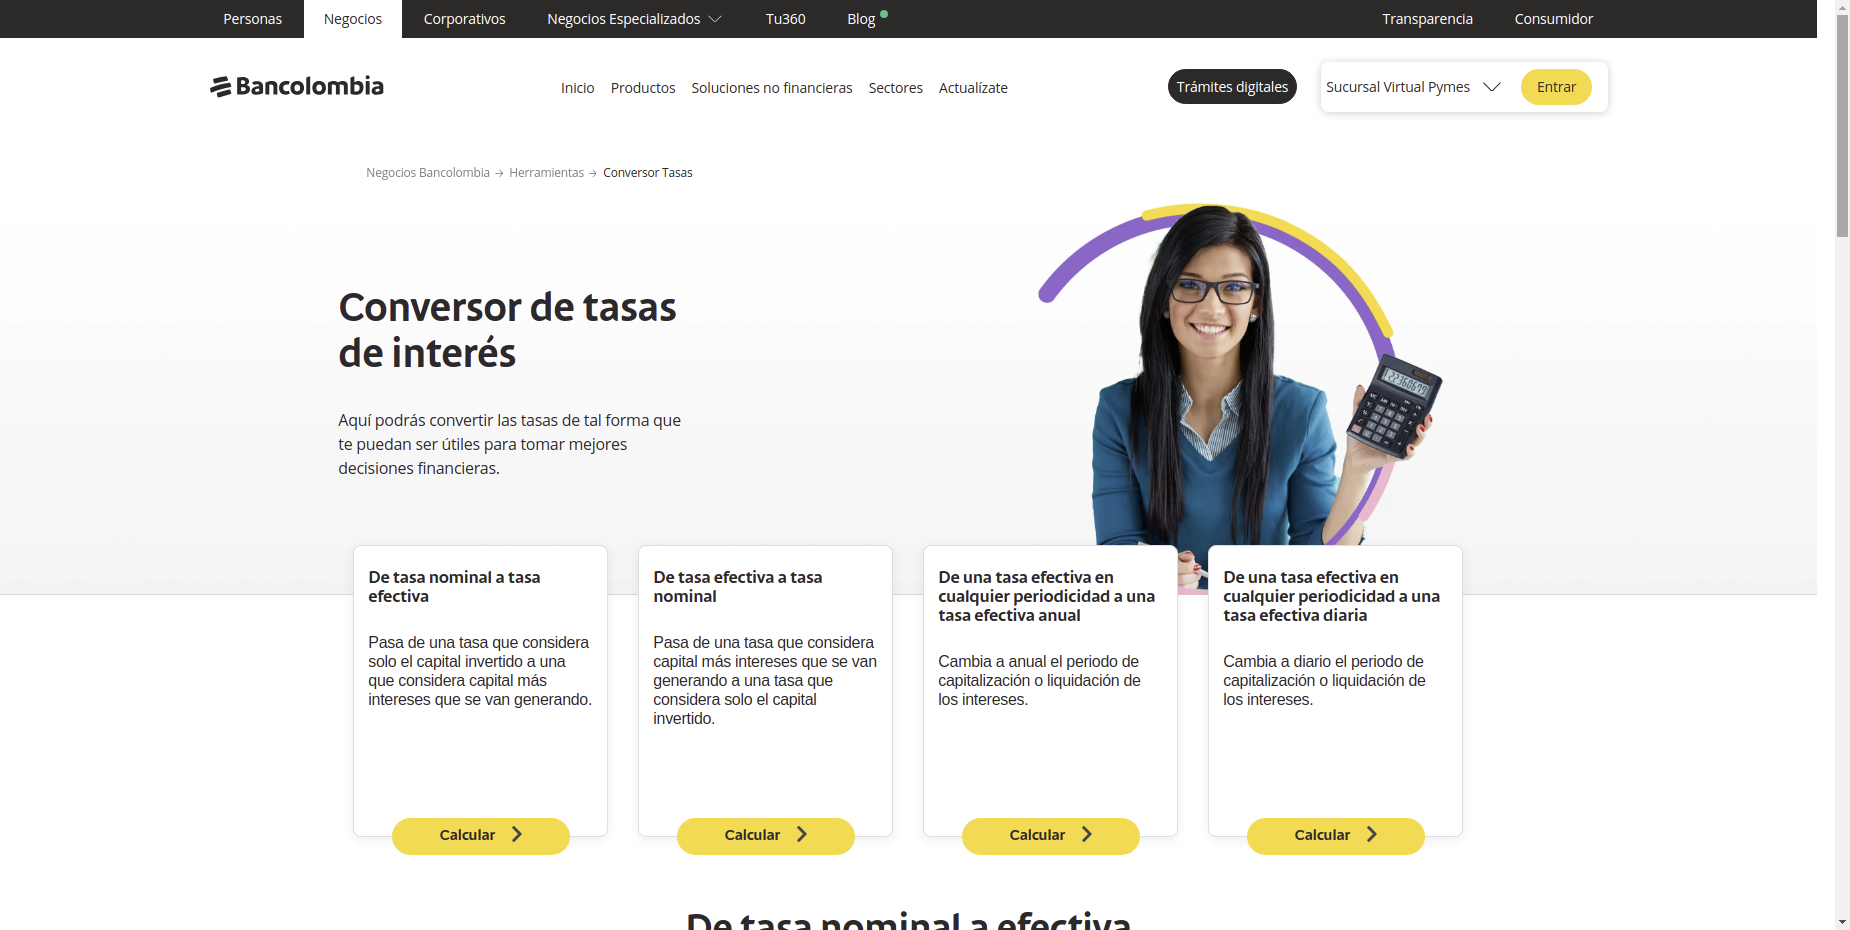 Personas Negocios Corporativos Negocios Especializados Tu360 Blog Transparencia Consumidor
Bancolombia Inicio Productos Soluciones no financieras Sectores Actualízate Trámites digitales Sucursal Virtual Pymes Entrar
Negocios Bancolombia → Herramientas → Conversor Tasas
Conversor de tasas
de interés
Aquí podrás convertir las tasas de tal forma que
te puedan ser útiles para tomar mejores
decisiones financieras.
De tasa nominal a tasa
efectiva
Pasa de una tasa que considera
solo el capital invertido a una
que considera capital más
intereses que se van generando.
Calcular
De tasa efectiva a tasa
nominal
Pasa de una tasa que considera
capital más intereses que se van
generando a una tasa que
considera solo el capital
invertido.
Calcular
De una tasa efectiva en
cualquier periodicidad a una
tasa efectiva anual
Cambia a anual el periodo de
capitalización o liquidación de
los intereses.
Calcular
De una tasa efectiva en
cualquier periodicidad a una
tasa efectiva diaria
Cambia a diario el periodo de
capitalización o liquidación de
los intereses.
Calcular
De tasa nominal a efectiva